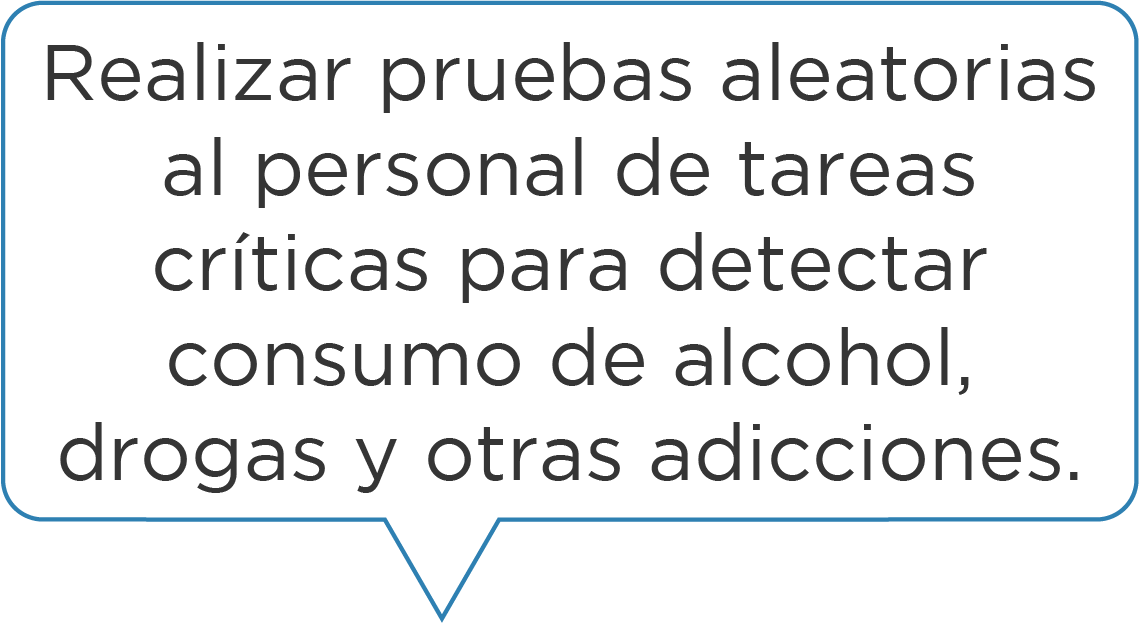 Realizar pruebas aleatorias
al personal de tareas
críticas para detectar
consumo de alcohol,
drogas y otras adicciones.